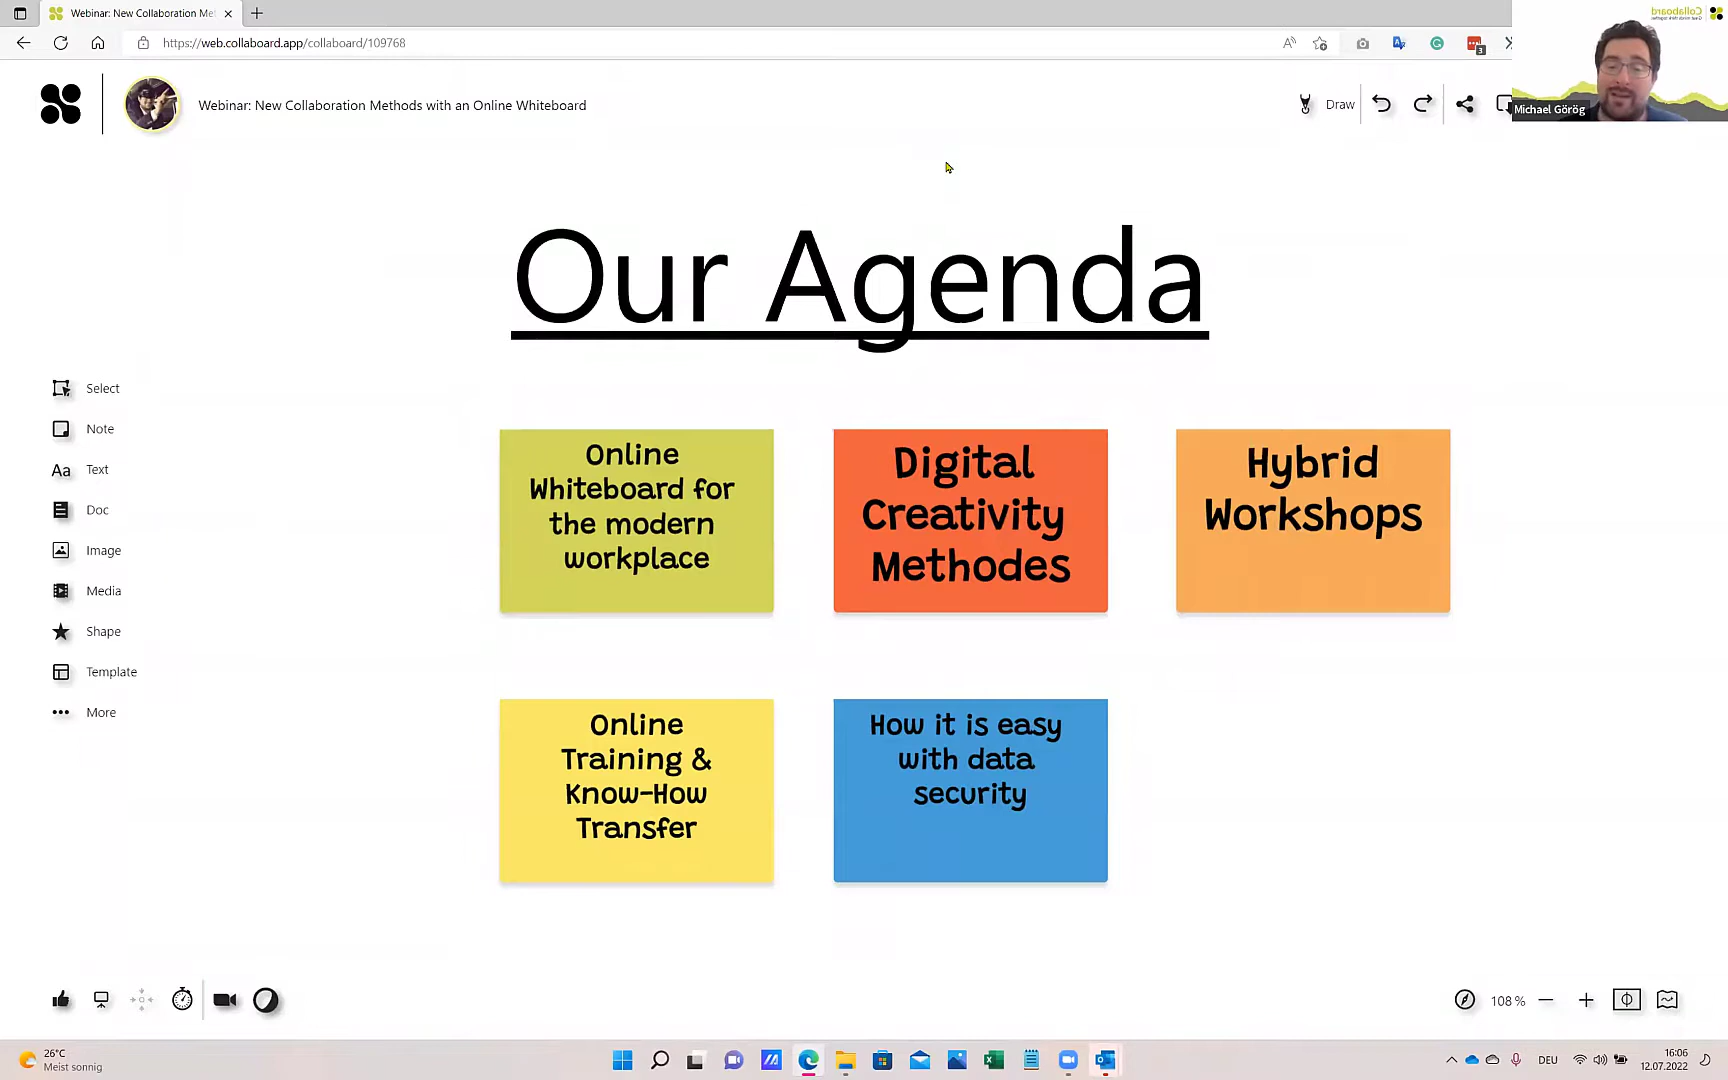 Webinar: New Collaboration Met
https://web.collaboard.app/collaboard/109768
Collaboard
Michael Görög
Webinar: New Collaboration Methods with an Online Whiteboard
Draw
Our Agenda
Select
Note
Aa Text
Doc
Image
Media
Shape
Template
More
Online
Whiteboard for
the modern
workplace
Digital
Creativity
Methodes
Hybrid
Workshops
Online
Training &
Know-How
Transfer
How it is easy
with data
security
108 %
26°C
Meist sonnig
DEU
16:06
12.07.2022